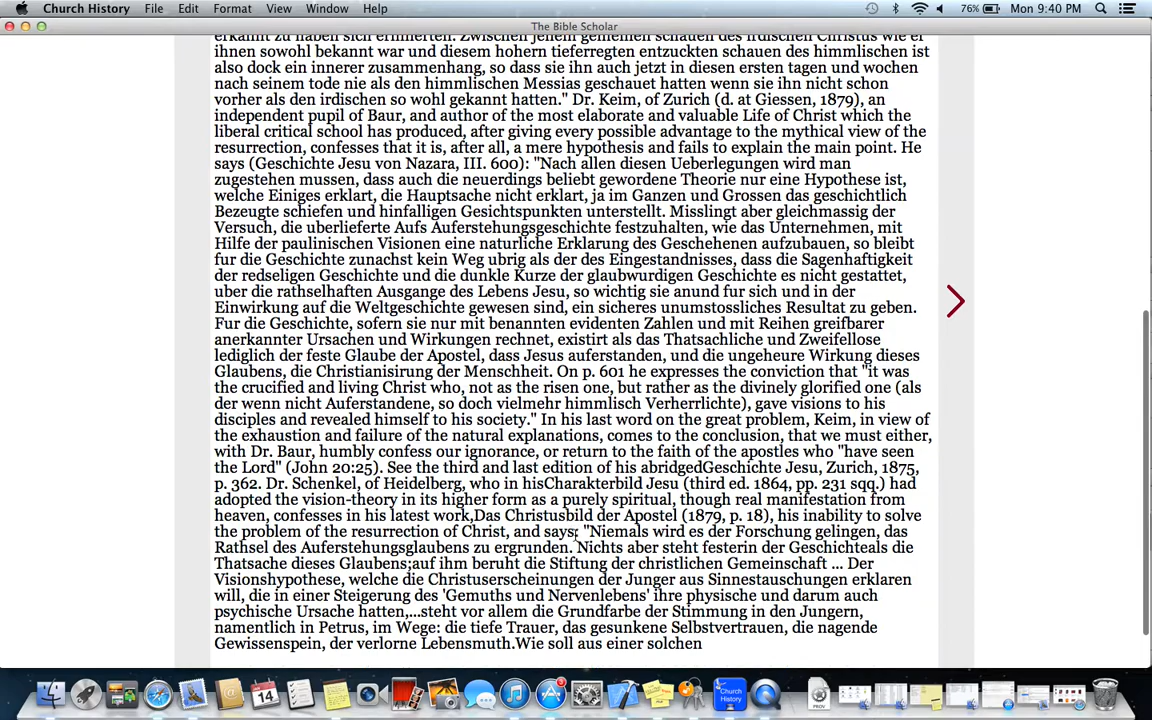 Church History File Edit Format View Window Help 76% Mon 9:40 PM
The Bible Scholar
erkannt zu haben sich erinnerten. Zwischen jenem gemeinen schauen des irdischen Christus wie er
ihnen sowohl bekannt war und diesem hohern tieferregten entzuckten schauen des himmlischen ist
also dock ein innerer zusammenhang, so dass sie ihn auch jetzt in diesen ersten tagen und wochen
nach seinem tode nie als den himmlischen Messias geschauet hatten wenn sie ihn nicht schon
vorher als den irdischen so wohl gekannt hatten." Dr. Keim, of Zurich (d. at Giessen, 1879), an
independent pupil of Baur, and author of the most elaborate and valuable Life of Christ which the
liberal critical school has produced, after giving every possible advantage to the mythical view of the
resurrection, confesses that it is, after all, a mere hypothesis and fails to explain the main point. He
says (Geschichte Jesu von Nazara, III. 600): "Nach allen diesen Ueberlegungen wird man
zugestehen mussen, dass auch die neuerdings beliebt gewordene Theorie nur eine Hypothese ist,
welche Einiges erklart, die Hauptsache nicht erklart, ja im Ganzen und Grossen das geschichtlich
Bezeugte schiefen und hinfalligen Gesichtspunkten unterstellt. Misslingt aber gleichmassig der
Versuch, die uberlieferte Aufs Auferstehungsgeschichte festzuhalten, wie das Unternehmen, mit
Hilfe der paulinischen Visionen eine naturliche Erklarung des Geschehenen aufzubauen, so bleibt
fur die Geschichte zunachst kein Weg ubrig als der des Eingestandnisses, dass die Sagenhaftigkeit
der redseligen Geschichte und die dunkle Kurze der glaubwurdigen Geschichte es nicht gestattet,
uber die rathselhaften Ausgange des Lebens Jesu, so wichtig sie anund fur sich und in der
Einwirkung auf die Weltgeschichte gewesen sind, ein sicheres unumstossliches Resultat zu geben.
Fur die Geschichte, sofern sie nur mit benannten evidenten Zahlen und mit Reihen greifbarer
anerkannter Ursachen und Wirkungen rechnet, existirt als das Thatsachliche und Zweifellose
lediglich der feste Glaube der Apostel, dass Jesus auferstanden, und die ungeheure Wirkung dieses
Glaubens, die Christianisirung der Menschheit. On p. 601 he expresses the conviction that "it was
the crucified and living Christ who, not as the risen one, but rather as the divinely glorified one (als
der wenn nicht Auferstandene, so doch vielmehr himmlisch Verherrlichte), gave visions to his
disciples and revealed himself to his society." In his last word on the great problem, Keim, in view of
the exhaustion and failure of the natural explanations, comes to the conclusion, that we must either,
with Dr. Baur, humbly confess our ignorance, or return to the faith of the apostles who "have seen
the Lord" (John 20:25). See the third and last edition of his abridgedGeschichte Jesu, Zurich, 1875,
p. 362. Dr. Schenkel, of Heidelberg, who in hisCharakterbild Jesu (third ed. 1864, pp. 231 sqq.) had
adopted the vision-theory in its higher form as a purely spiritual, though real manifestation from
heaven, confesses in his latest work,Das Christusbild der Apostel (1879, p. 18), his inability to solve
the problem of the resurrection of Christ, and says: "Niemals wird es der Forschung gelingen, das
Rathsel des Auferstehungsglaubens zu ergrunden. Nichts aber steht festerin der Geschichteals die
Thatsache dieses Glaubens;auf ihm beruht die Stiftung der christlichen Gemeinschaft ... Der
Visionshypothese, welche die Christuserscheinungen der Junger aus Sinnestauschungen erklaren
will, die in einer Steigerung des 'Gemuths und Nervenlebens' ihre physische und darum auch
psychische Ursache hatten,...steht vor allem die Grundfarbe der Stimmung in den Jungern,
namentlich in Petrus, im Wege: die tiefe Trauer, das gesunkene Selbstvertrauen, die nagende
Gewissenspein, der verlorne Lebensmuth.Wie soll aus einer solchen
Church
History
PROV